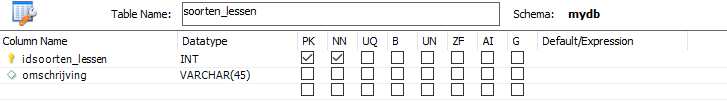 Table Name: soorten_lessen Schema: mydb
Column Name Datatype PK NN UQ B UN ZF AI G Default/Expression
idsoorten_lessen INT
omschrijving VARCHAR(45)